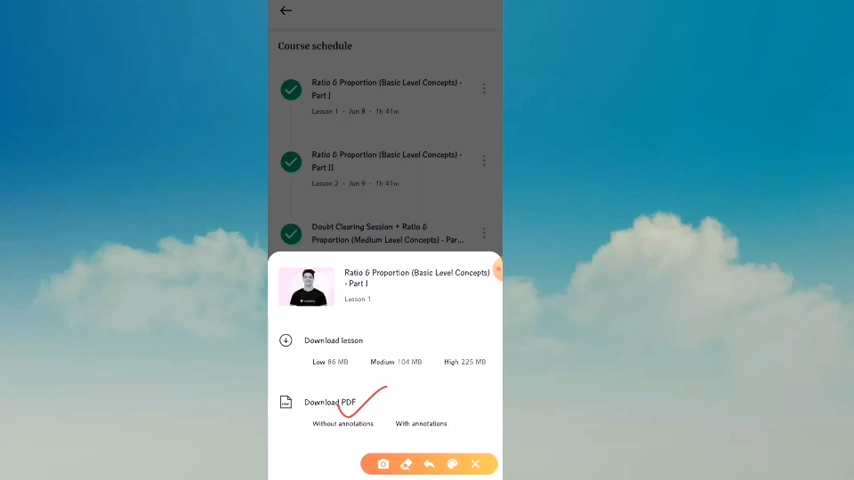 Course schedule
Ratio & Proportion (Basic Level Concepts) -
Part I
Lesson 1 · Jun 8 · 1h 41m
Ratio & Proportion (Basic Level Concepts) -
Part II
Lesson 2 · Jun 9 · 1h 41m
Doubt Clearing Session + Ratio &
Proportion (Medium Level Concepts) - Par...
Ratio & Proportion (Basic Level Concepts)
- Part I
Lesson 1
Download lesson
Low 86 MB Medium 104 MB High 225 MB
Download PDF
Without annotations With annotations